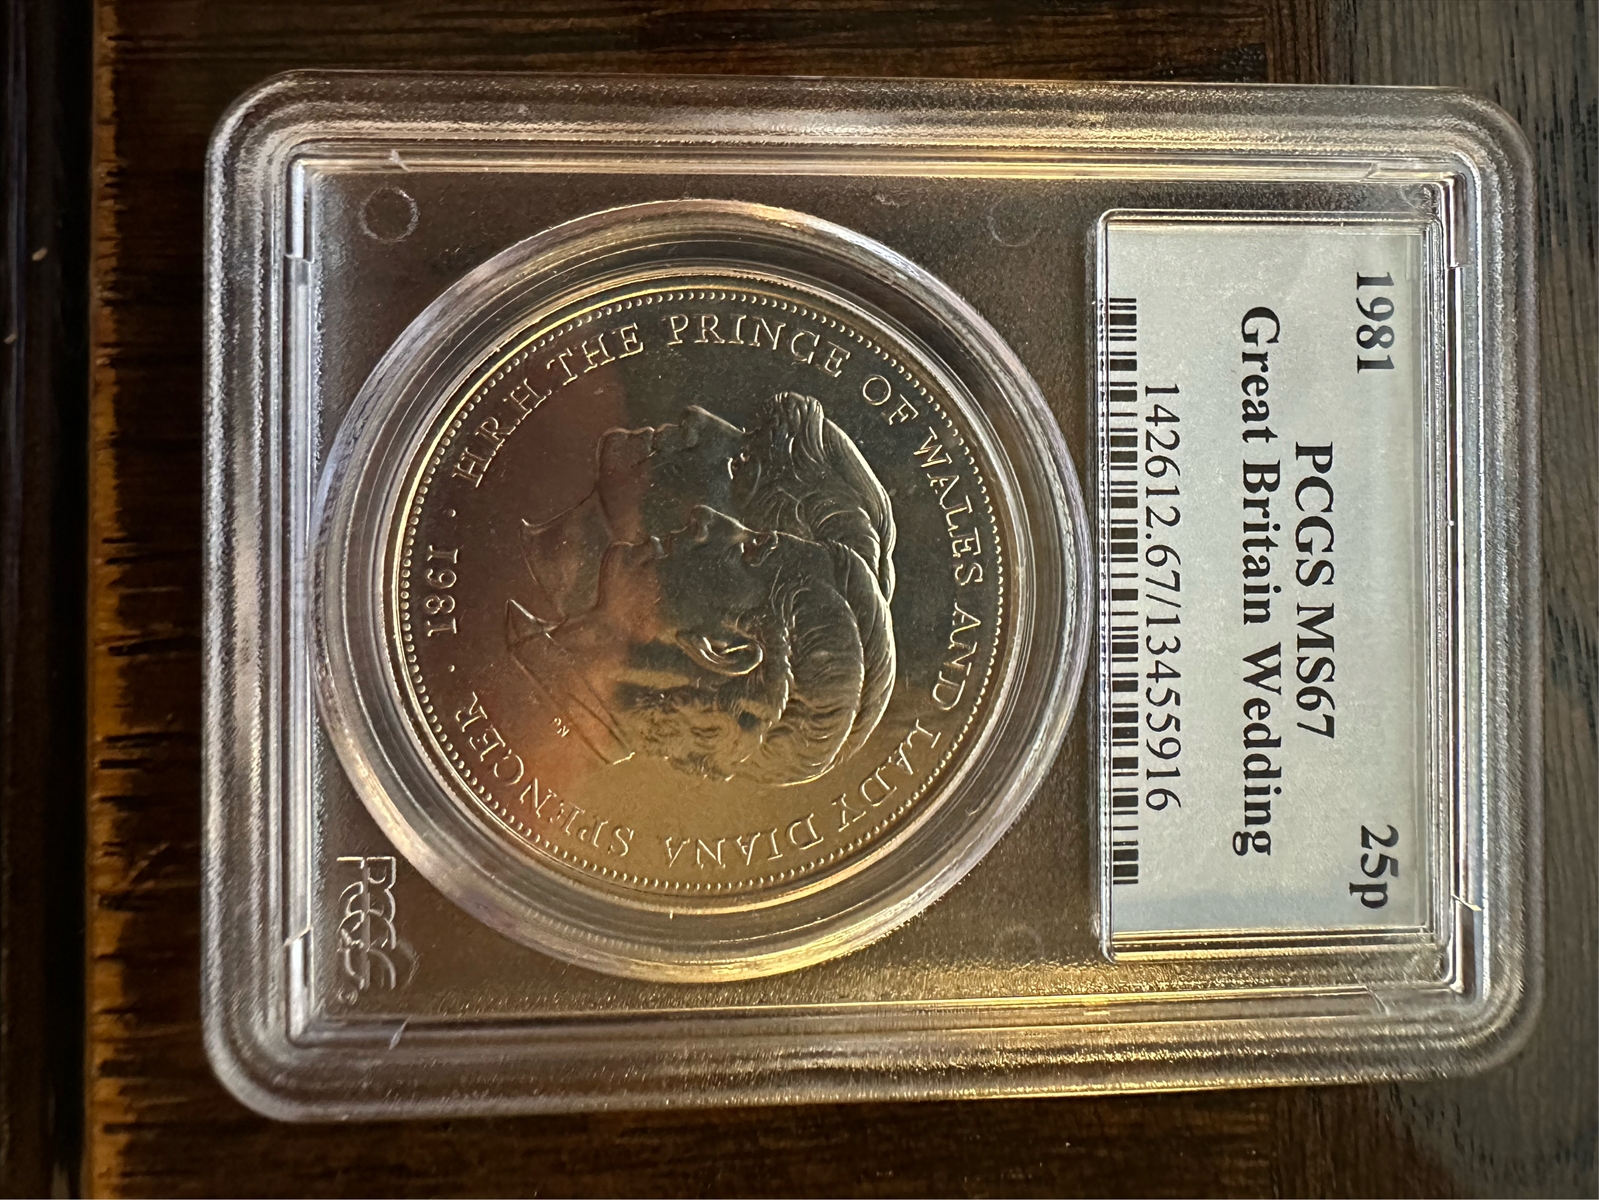 1981 25p
PCGS MS67
Great Britain Wedding
142612.67/13455916
· H.R.H. THE PRINCE OF WALES AND LADY DIANA SPENCER ·
1981
PCGS